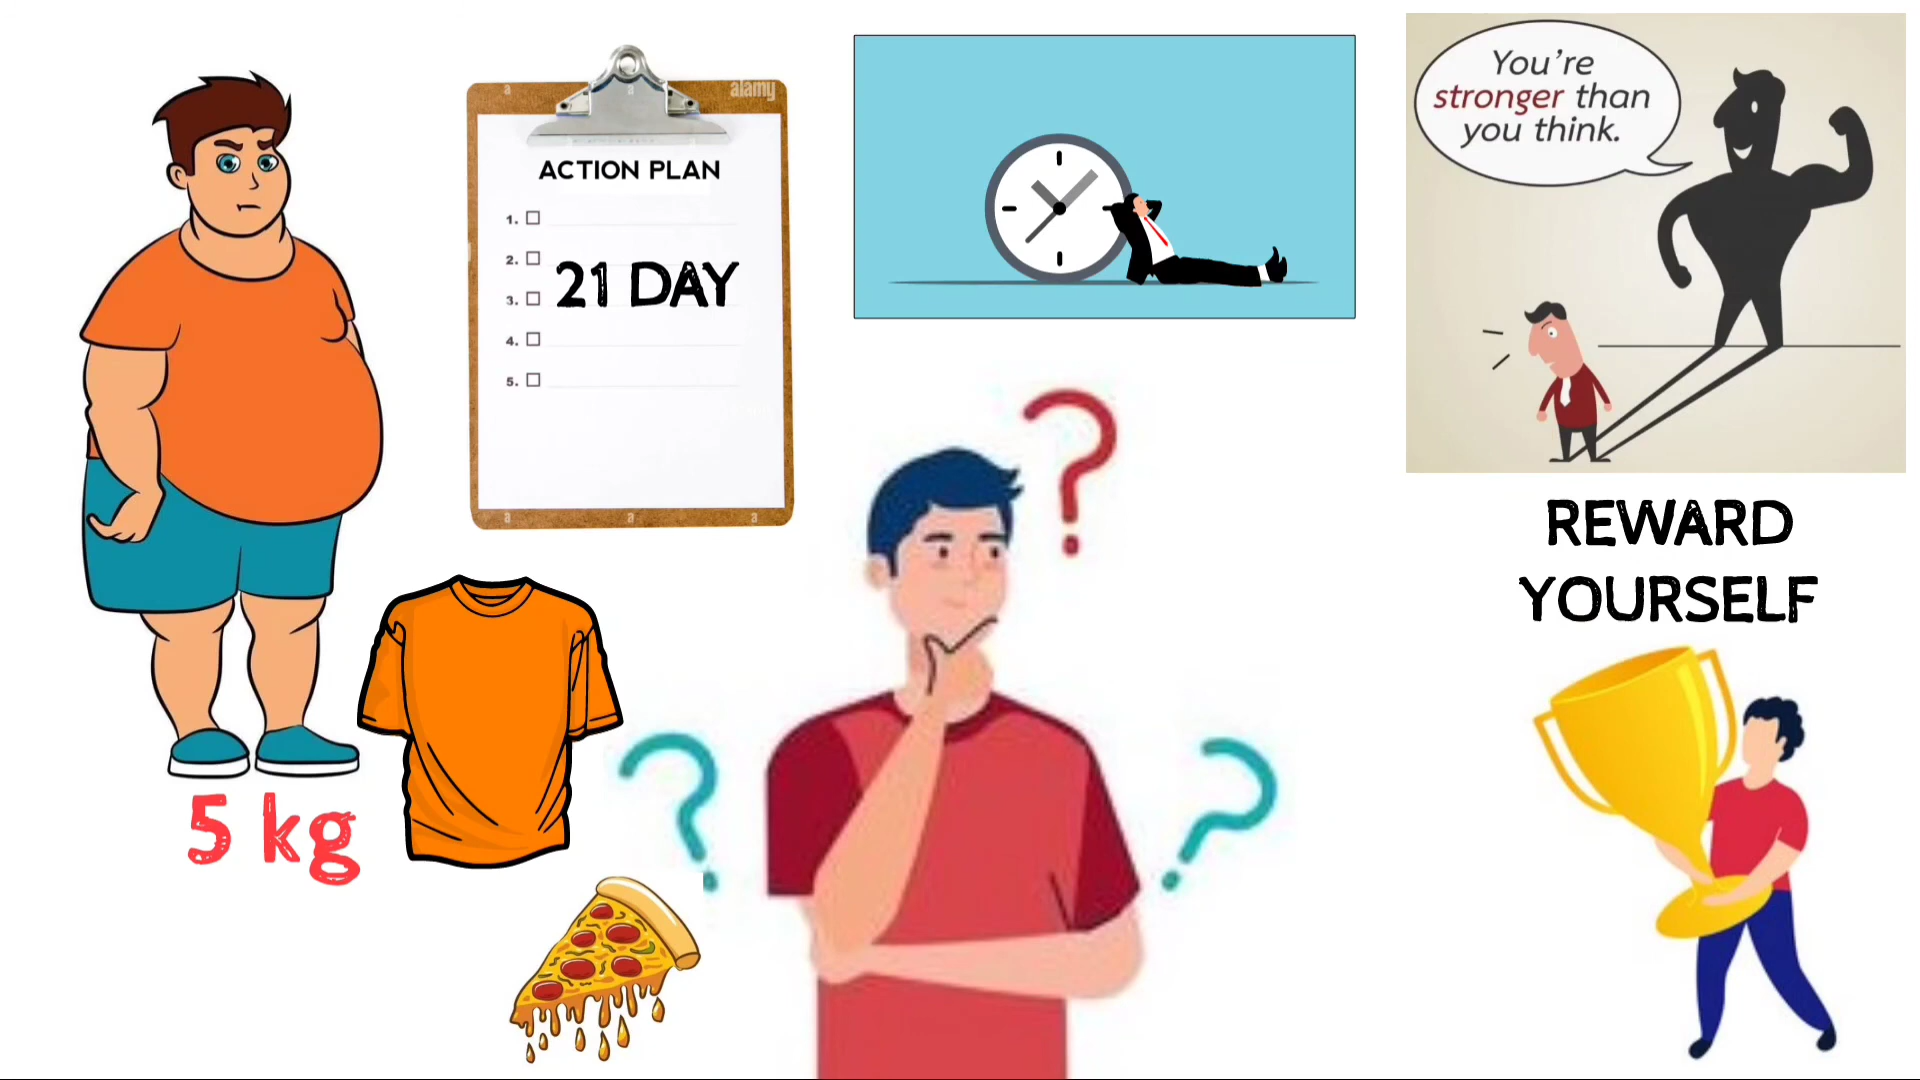 alamy
a a
ACTION PLAN
1.
2.
21 DAY
3.
4.
5.
a a a
You're
stronger than
you think.
REWARD
YOURSELF
5 kg
? ? ?